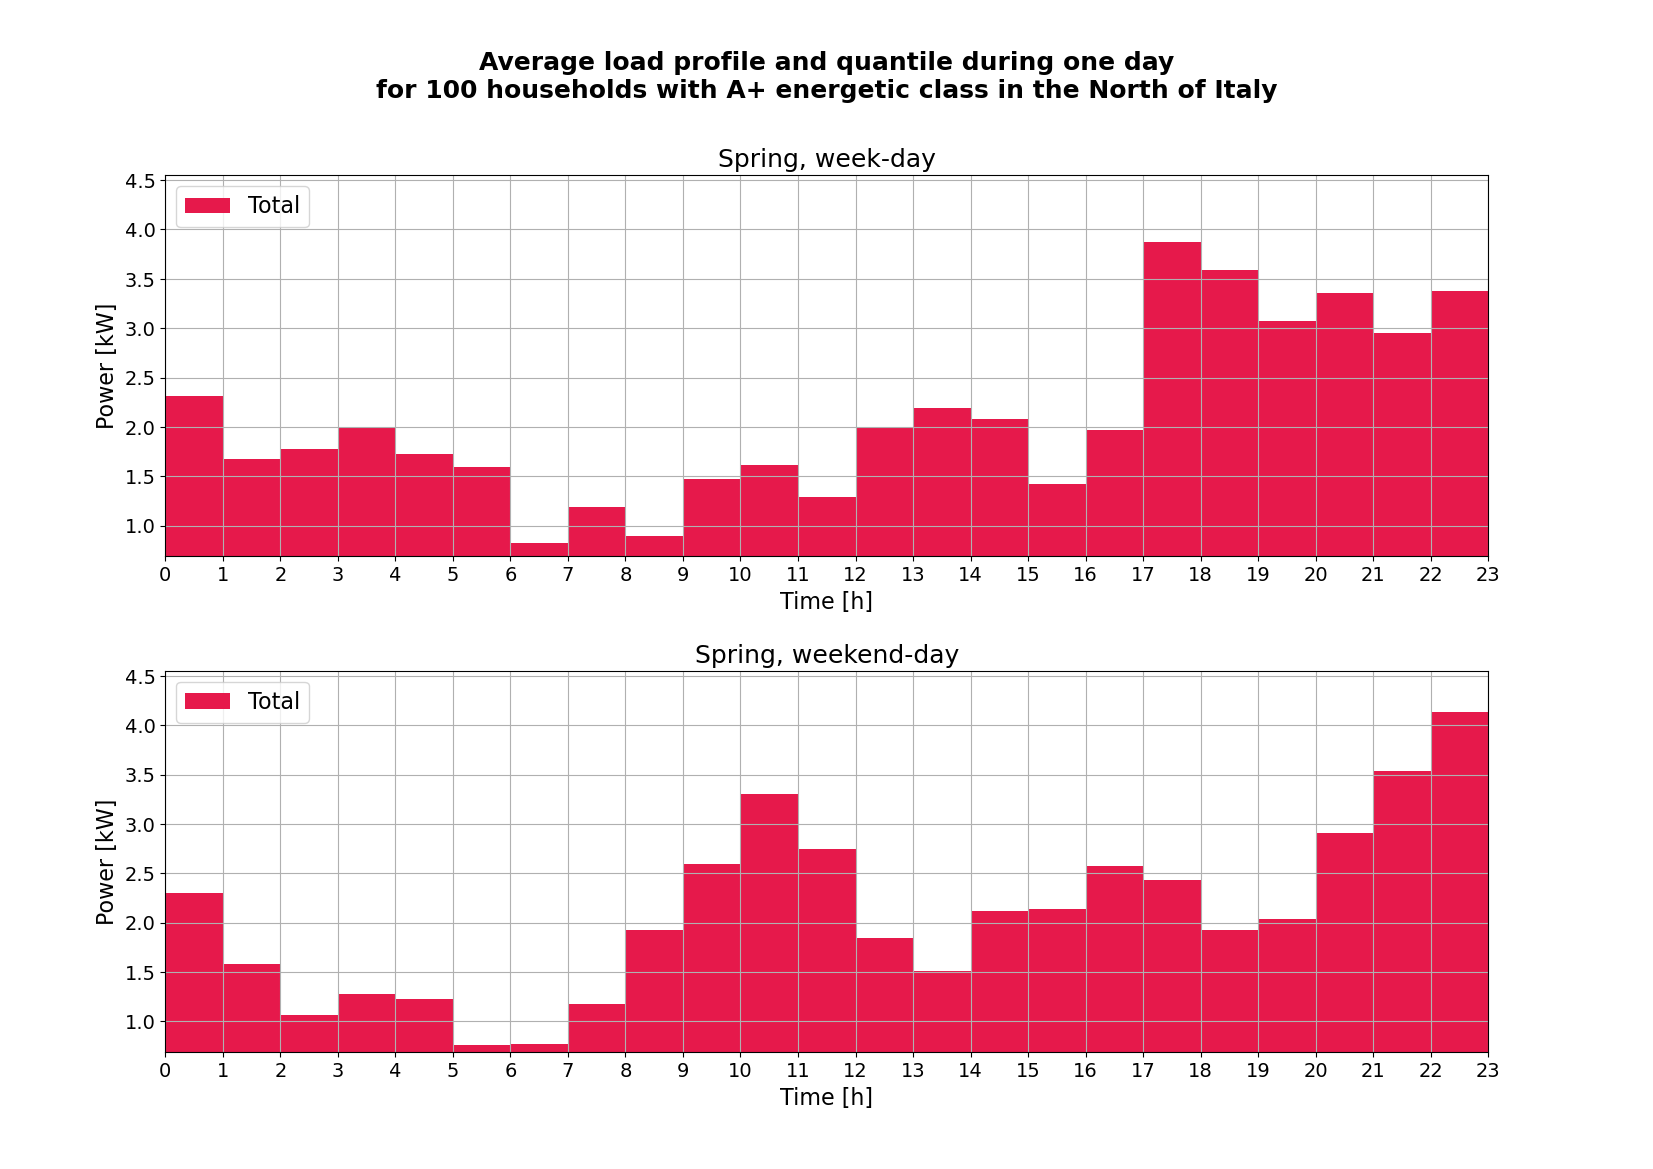 Average load profile and quantile during one day
for 100 households with A+ energetic class in the North of Italy
Spring, week-day
Total
4.5
4.0
3.5
3.0
2.5
2.0
1.5
1.0
Power [kW]
0 1 2 3 4 5 6 7 8 9 10 11 12 13 14 15 16 17 18 19 20 21 22 23
Time [h]
Spring, weekend-day
Total
4.5
4.0
3.5
3.0
2.5
2.0
1.5
1.0
Power [kW]
0 1 2 3 4 5 6 7 8 9 10 11 12 13 14 15 16 17 18 19 20 21 22 23
Time [h]